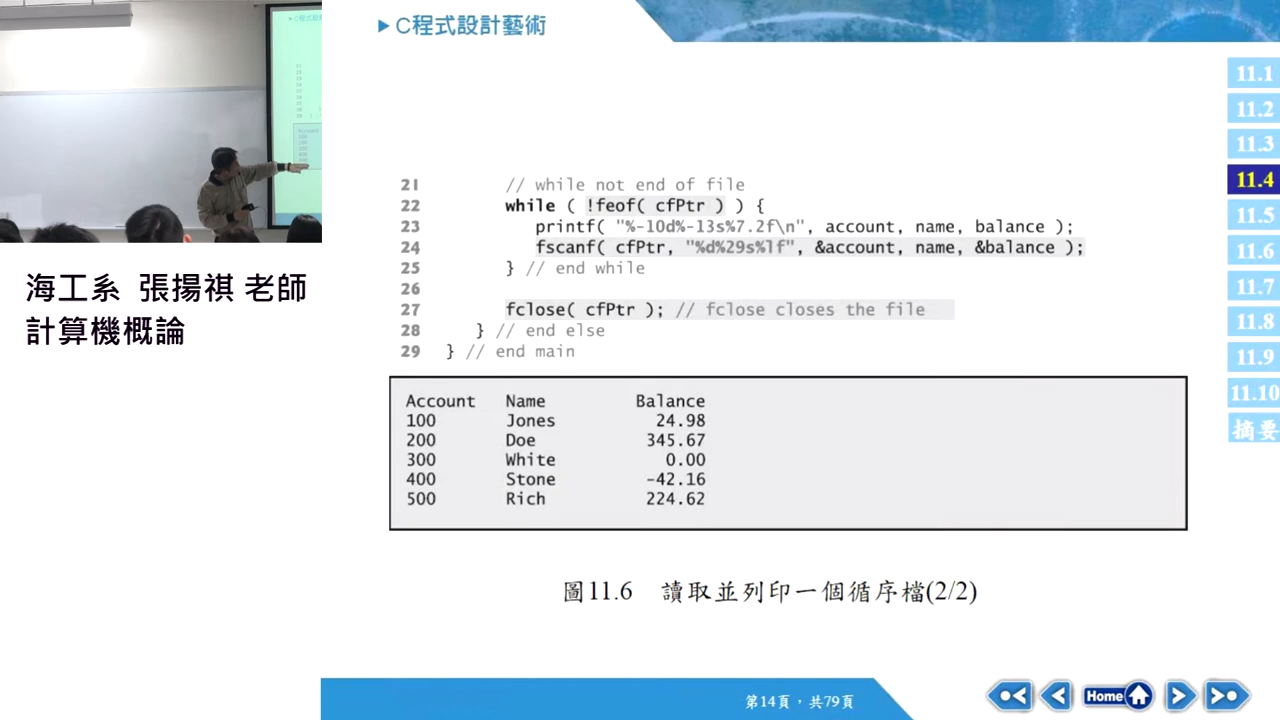 ▶C程式設計藝術
海工系 張揚祺 老師
計算機概論
21 // while not end of file
22 while ( !feof( cfPtr ) ) {
23 printf( "%-10d%-13s%7.2f\n", account, name, balance );
24 fscanf( cfPtr, "%d%29s%lf", &account, name, &balance );
25 } // end while
26
27 fclose( cfPtr ); // fclose closes the file
28 } // end else
29 } // end main
Account Name Balance
100 Jones 24.98
200 Doe 345.67
300 White 0.00
400 Stone -42.16
500 Rich 224.62
圖11.6 讀取並列印一個循序檔(2/2)
11.1
11.2
11.3
11.4
11.5
11.6
11.7
11.8
11.9
11.10
摘要
第14頁，共79頁
Home